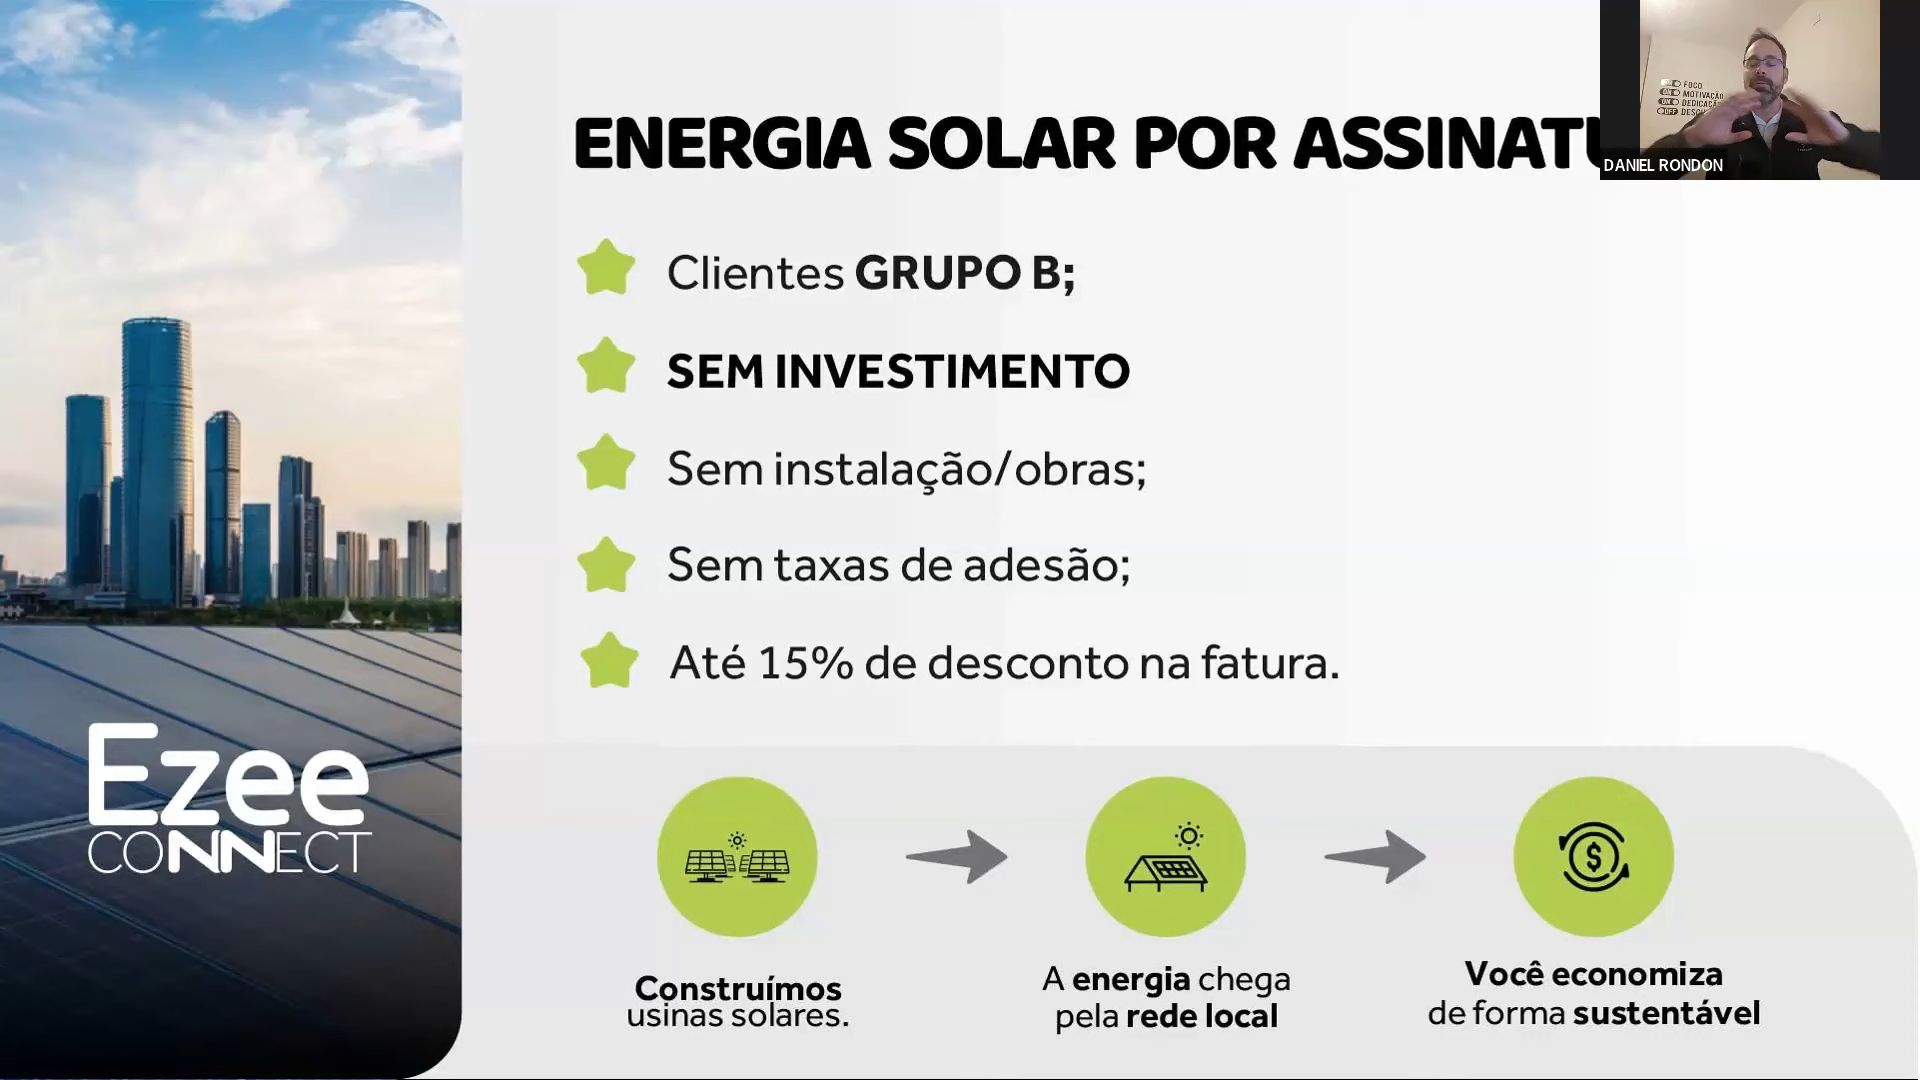 ENERGIA SOLAR POR ASSINATU
FOCO
MOTIVAÇÃO
DEDICAÇÃ
OFF DESC
DANIEL RONDON
Clientes GRUPO B;
SEM INVESTIMENTO
Sem instalação/obras;
Sem taxas de adesão;
Até 15% de desconto na fatura.
Ezee
CONNECT
Construímos
usinas solares.
A energia chega
pela rede local
Você economiza
de forma sustentável